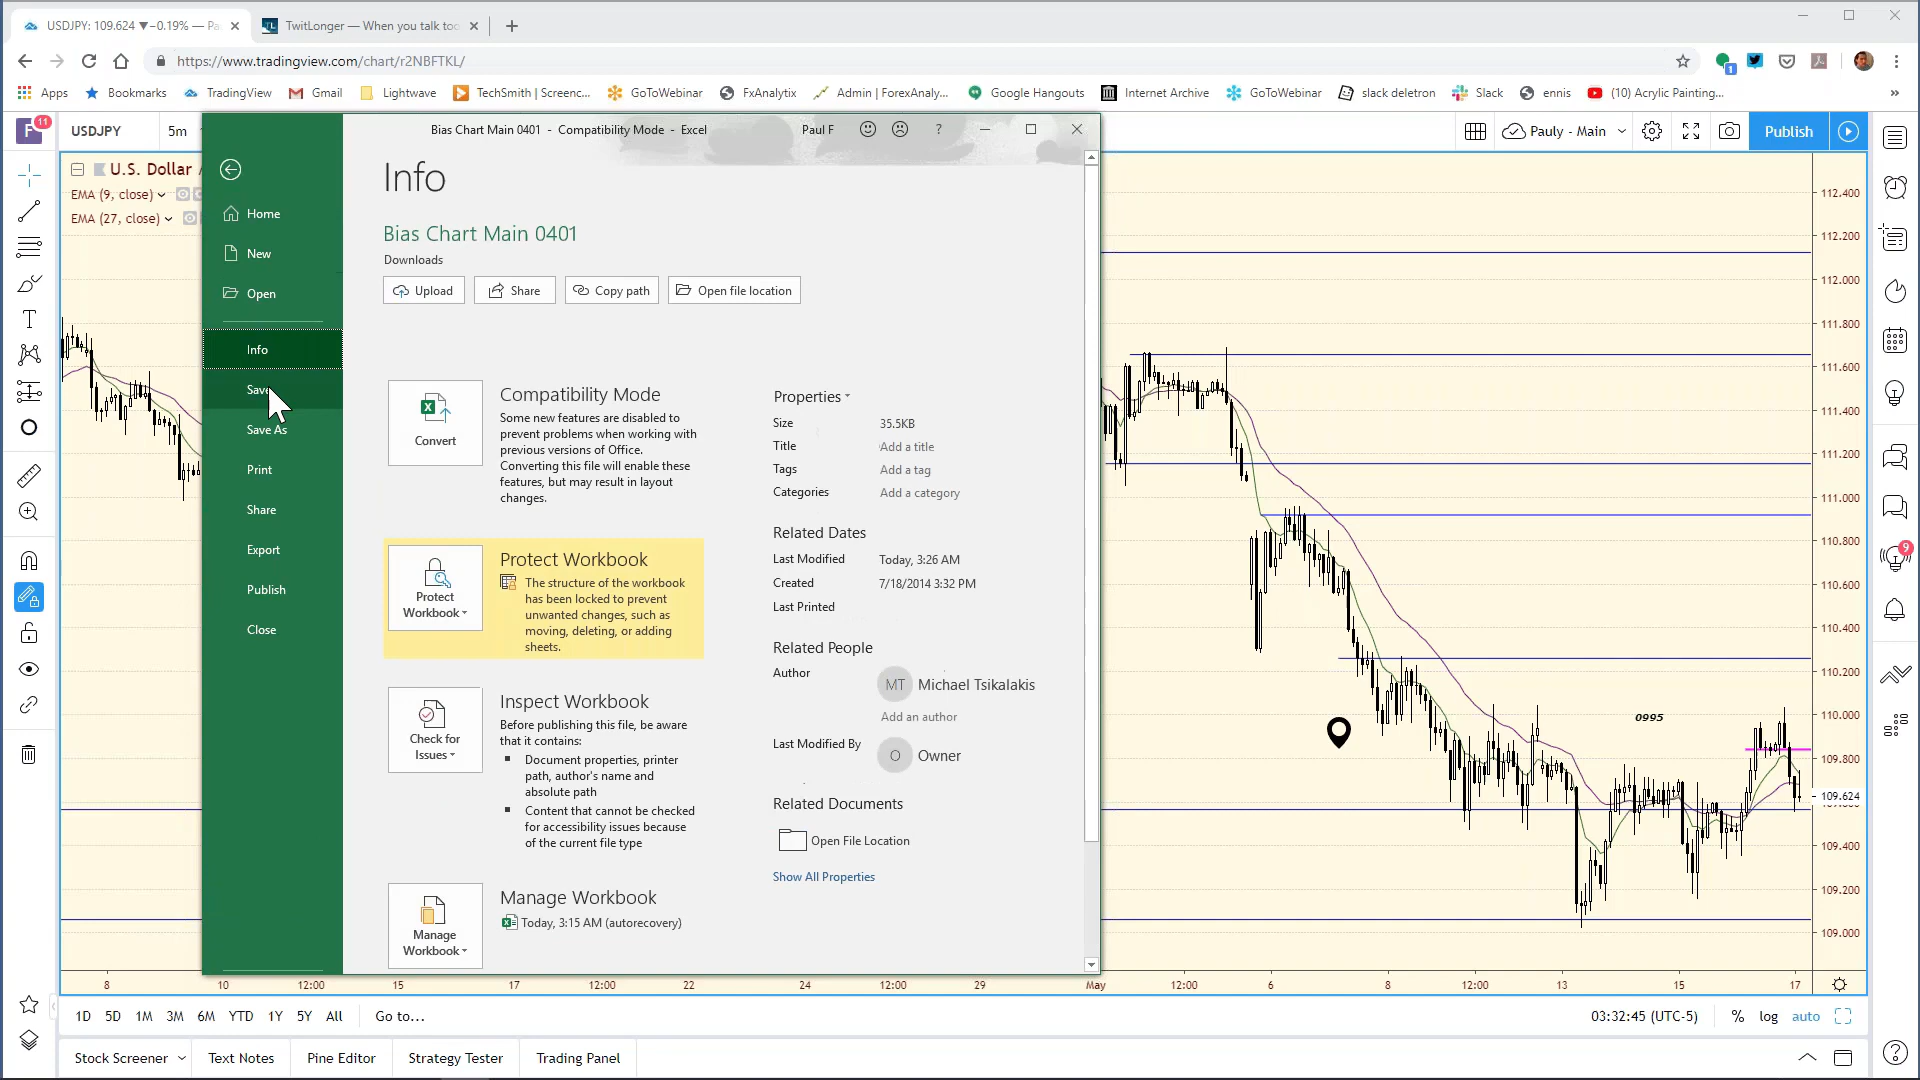 USDJPY: 109.624 ▼−0.19% — Pa
TwitLonger — When you talk too
https://www.tradingview.com/chart/r2NBFTKL/
1
Apps
Bookmarks
TradingView
Gmail
Lightwave
TechSmith | Screenc...
GoToWebinar
FxAnalytix
Admin | ForexAnaly...
Google Hangouts
Internet Archive
GoToWebinar
slack deletron
Slack
ennis
(10) Acrylic Painting...
»
F
11
USDJPY
5m
Pauly - Main
Publish
U.S. Dollar
EMA (9, close)
EMA (27, close)
Bias Chart Main 0401 - Compatibility Mode - Excel
Paul F
?
Home
New
Open
Info
Save
Save As
Print
Share
Export
Publish
Close
Info
Bias Chart Main 0401
Downloads
Upload
Share
Copy path
Open file location
Convert
Compatibility Mode
Some new features are disabled to
prevent problems when working with
previous versions of Office.
Converting this file will enable these
features, but may result in layout
changes.
Protect
Workbook
Protect Workbook
The structure of the workbook
has been locked to prevent
unwanted changes, such as
moving, deleting, or adding
sheets.
Check for
Issues
Inspect Workbook
Before publishing this file, be aware
that it contains:
Document properties, printer
path, author's name and
absolute path
Content that cannot be checked
for accessibility issues because
of the current file type
Manage
Workbook
Manage Workbook
Today, 3:15 AM (autorecovery)
Properties
Size 35.5KB
Title Add a title
Tags Add a tag
Categories Add a category
Related Dates
Last Modified Today, 3:26 AM
Created 7/18/2014 3:32 PM
Last Printed
Related People
Author
MT Michael Tsikalakis
Add an author
Last Modified By
O Owner
Related Documents
Open File Location
Show All Properties
0995
112.400
112.200
112.000
111.800
111.600
111.400
111.200
111.000
110.800
110.600
110.400
110.200
110.000
109.800
109.624
109.400
109.200
109.000
9
8
10
12:00
15
17
12:00
22
24
12:00
29
May
12:00
6
8
12:00
13
15
17
1D 5D 1M 3M 6M YTD 1Y 5Y All Go to...
03:32:45 (UTC-5) % log auto
Stock Screener
Text Notes
Pine Editor
Strategy Tester
Trading Panel